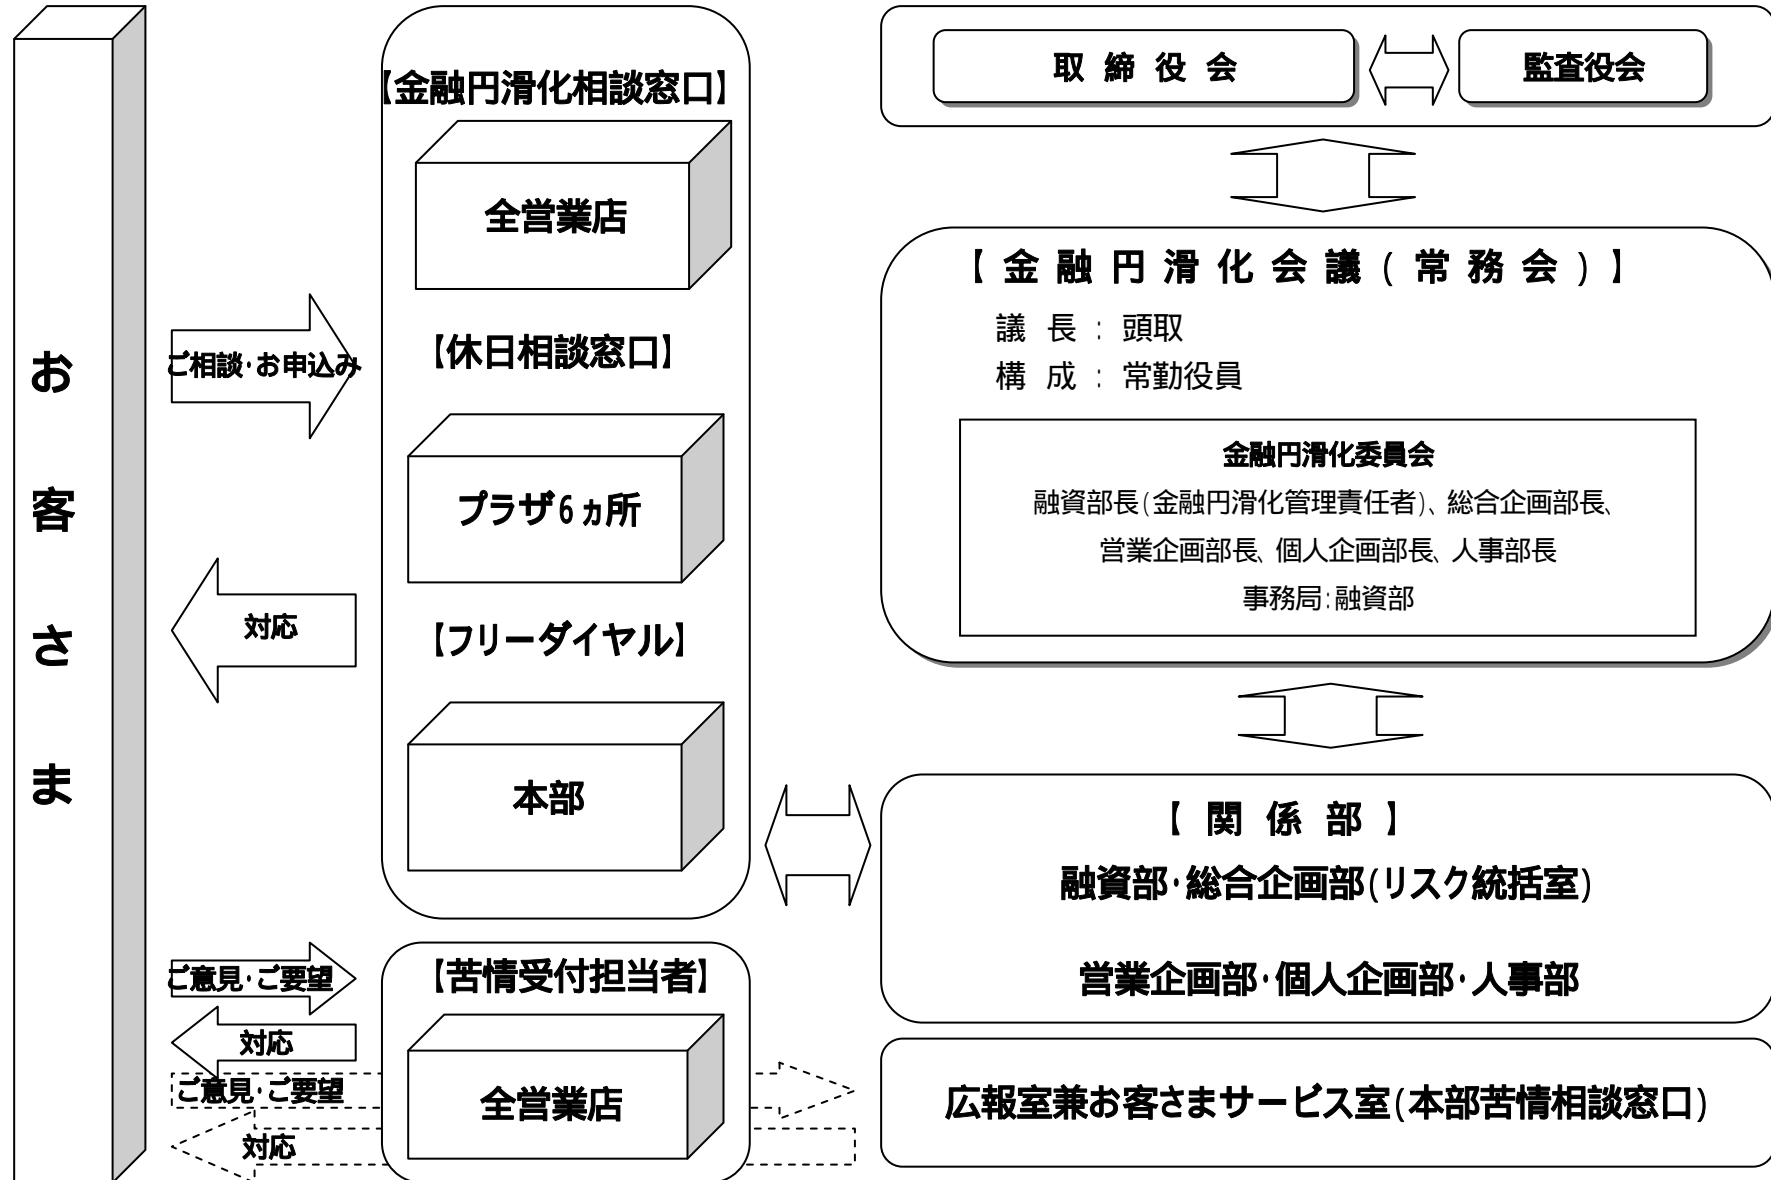 お客さま
【金融円滑化相談窓口】
全営業店
【休日相談窓口】
プラザ6ヵ所
【フリーダイヤル】
本部
ご相談・お申込み
対応
取締役会
監査役会
【金融円滑化会議(常務会)】
議長：頭取
構成：常勤役員
金融円滑化委員会
融資部長(金融円滑化管理責任者)、総合企画部長、
営業企画部長、個人企画部長、人事部長
事務局:融資部
【関係部】
融資部・総合企画部(リスク統括室)
営業企画部・個人企画部・人事部
ご意見・ご要望
対応
【苦情受付担当者】
全営業店
ご意見・ご要望
対応
広報室兼お客さまサービス室(本部苦情相談窓口)